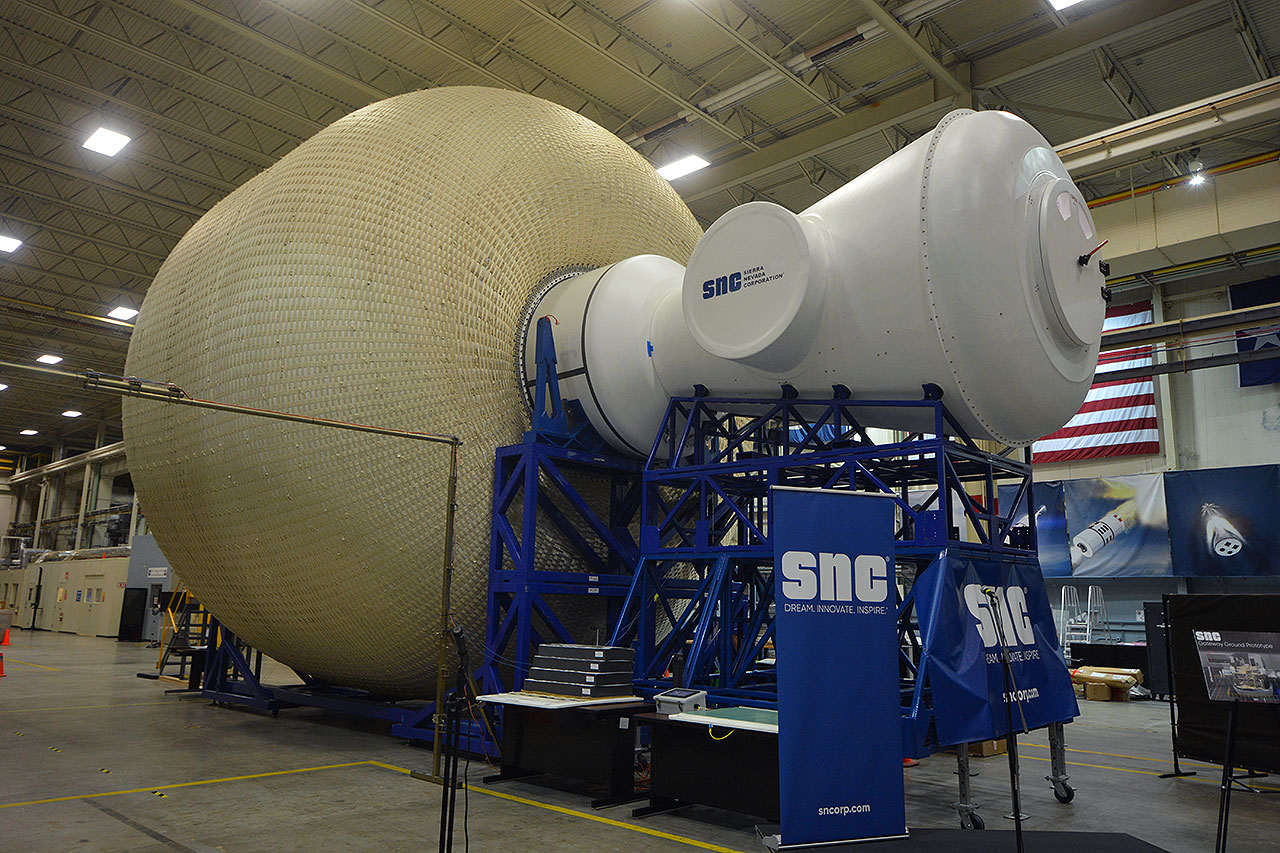 snc SIERRA
NEVADA
CORPORATION
snc
DREAM. INNOVATE. INSPIRE.
sncorp.com
snc
DREAM. INNOVATE. INSPIRE
sncorp.com
snc
Gateway Ground Prototype